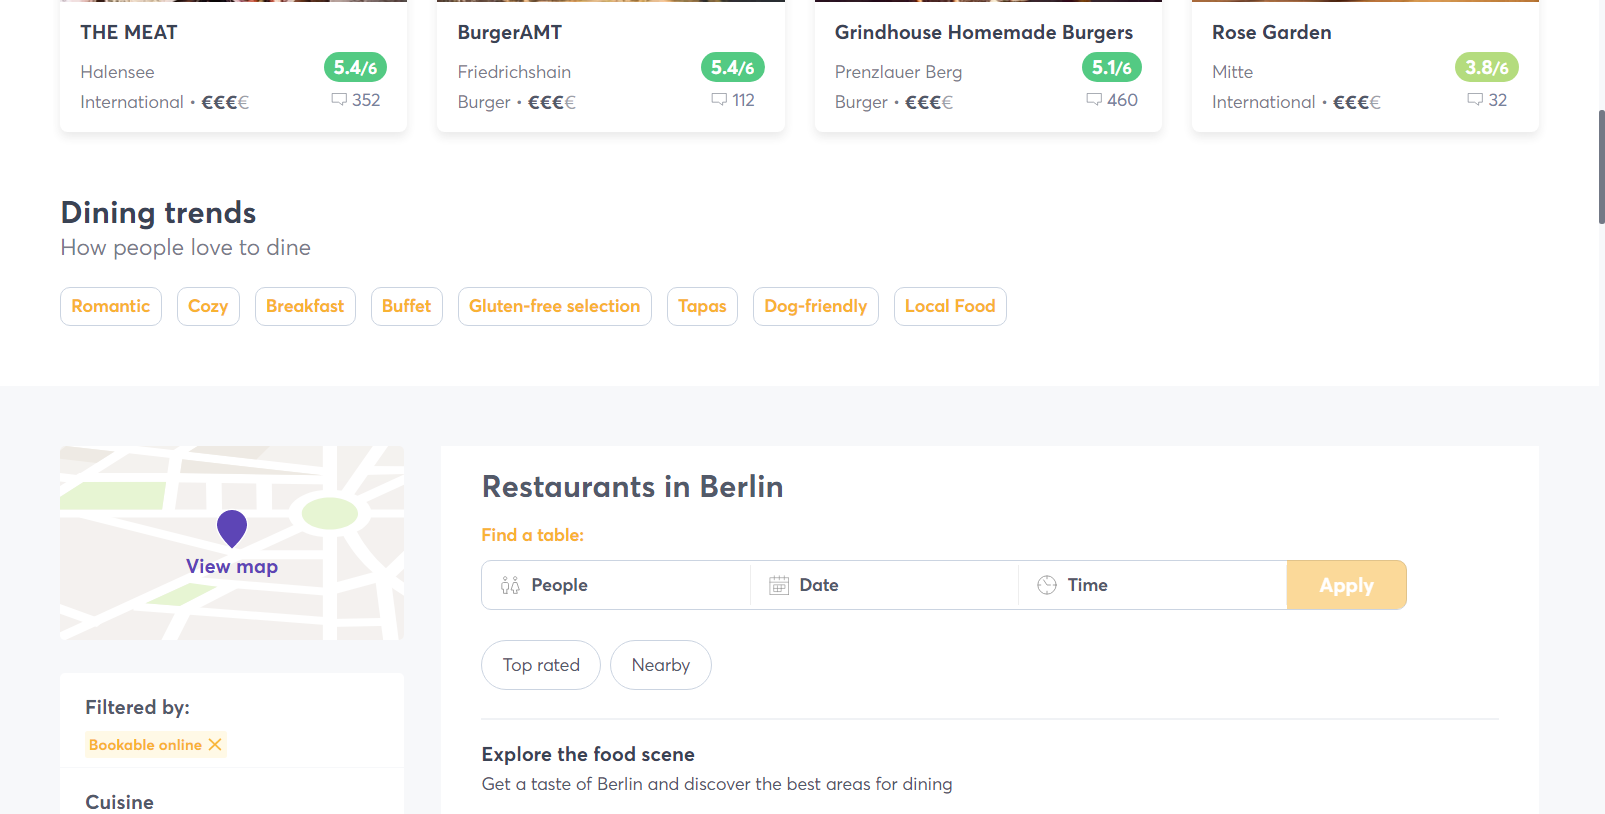 THE MEAT
Halensee
5.4/6
International • €€€€
352
BurgerAMT
Friedrichshain
5.4/6
Burger • €€€€
112
Grindhouse Homemade Burgers
Prenzlauer Berg
5.1/6
Burger • €€€€
460
Rose Garden
Mitte
3.8/6
International • €€€€
32
Dining trends
How people love to dine
Romantic
Cozy
Breakfast
Buffet
Gluten-free selection
Tapas
Dog-friendly
Local Food
View map
Filtered by:
Bookable online
Cuisine
Restaurants in Berlin
Find a table:
People
Date
Time
Apply
Top rated
Nearby
Explore the food scene
Get a taste of Berlin and discover the best areas for dining